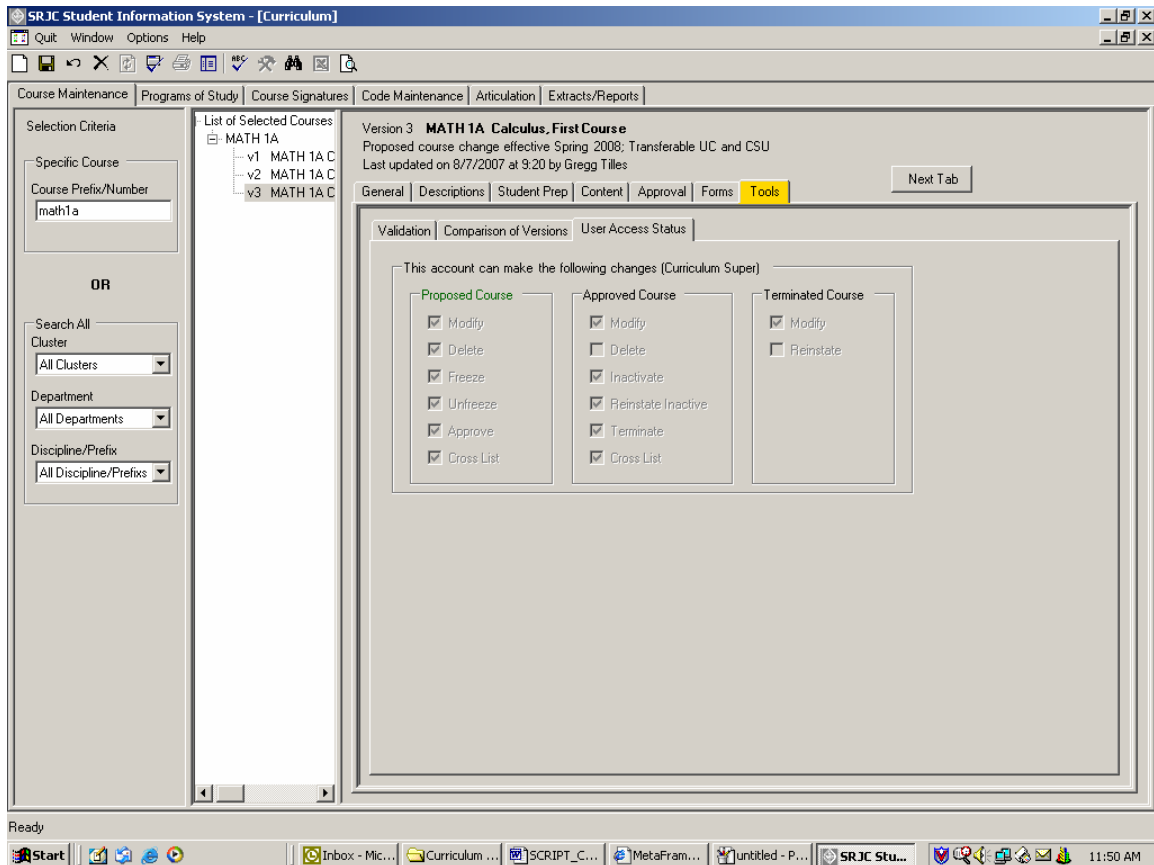 SRJC Student Information System - [Curriculum]
Quit Window Options Help
ABC
Course Maintenance Programs of Study Course Signatures Code Maintenance Articulation Extracts/Reports
Selection Criteria
Specific Course
Course Prefix/Number
math1a
OR
Search All
Cluster
All Clusters
Department
All Departments
Discipline/Prefix
All Discipline/Prefixs
List of Selected Courses
MATH 1A
v1 MATH 1A C
v2 MATH 1A C
v3 MATH 1A C
Version 3 MATH 1A Calculus, First Course
Proposed course change effective Spring 2008; Transferable UC and CSU
Last updated on 8/7/2007 at 9:20 by Gregg Tilles
Next Tab
General Descriptions Student Prep Content Approval Forms Tools
Validation Comparison of Versions User Access Status
This account can make the following changes (Curriculum Super)
Proposed Course
Modify
Delete
Freeze
Unfreeze
Approve
Cross List
Approved Course
Modify
Delete
Inactivate
Reinstate Inactive
Terminate
Cross List
Terminated Course
Modify
Reinstate
Ready
Start Inbox - Mic... Curriculum ... SCRIPT_C... MetaFram... untitled - P... SRJC Stu... 11:50 AM